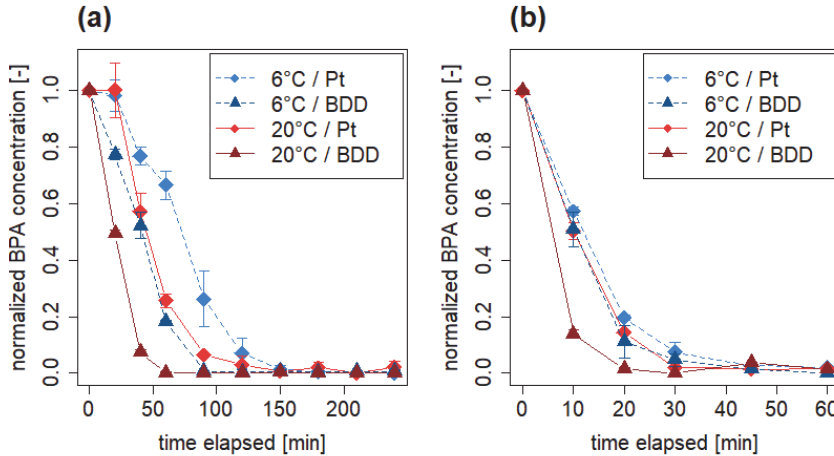 (a)
normalized BPA concentration [-]
1.0
0.8
0.6
0.4
0.2
0.0
6°C / Pt
6°C / BDD
20°C / Pt
20°C / BDD
0 50 100 200
time elapsed [min]
(b)
normalized BPA concentration [-]
1.0
0.8
0.6
0.4
0.2
0.0
6°C / Pt
6°C / BDD
20°C / Pt
20°C / BDD
0 10 20 30 40 50 60
time elapsed [min]